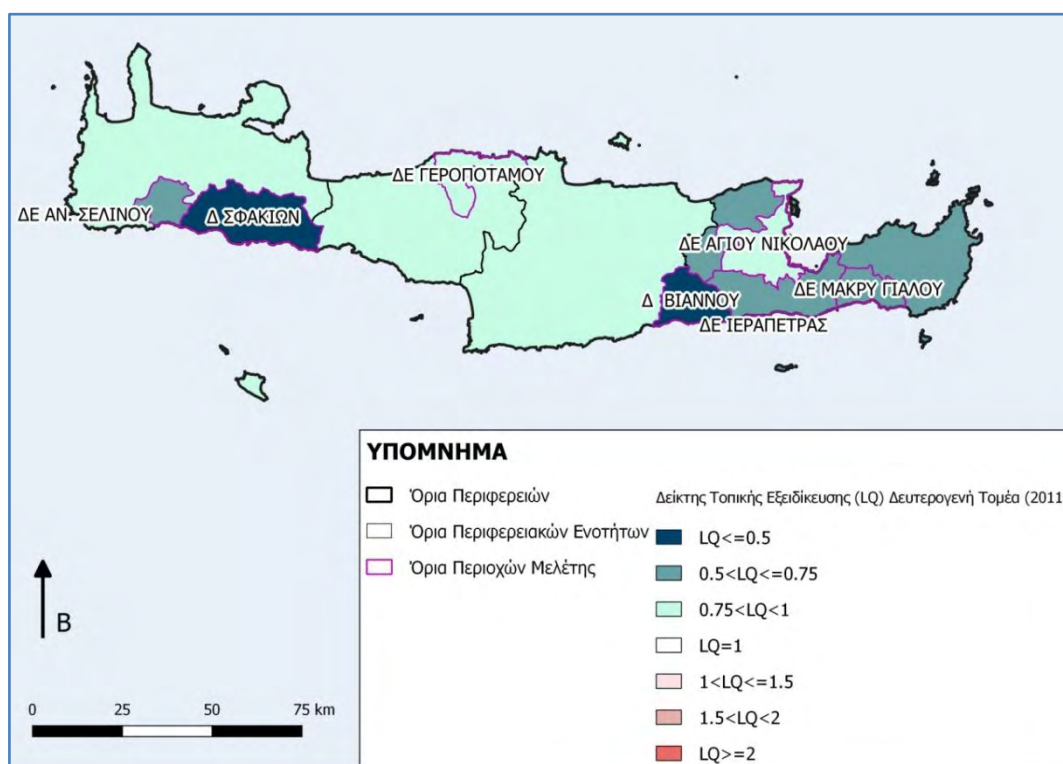 ΔΕ ΓΕΡΟΠΟΤΑΜΟΥ
ΔΕ ΑΝ. ΣΕΛΙΝΟΥ
Δ ΣΦΑΚΙΩΝ
ΔΕ ΑΓΙΟΥ ΝΙΚΟΛΑΟΥ
ΔΕ ΜΑΚΡΥ ΓΙΑΛΟΥ
Δ ΒΙΑΝΝΟΥ
ΔΕ ΙΕΡΑΠΕΤΡΑΣ
ΥΠΟΜΝΗΜΑ
Όρια Περιφερειών
Όρια Περιφερειακών Ενοτήτων
Όρια Περιοχών Μελέτης
Δείκτης Τοπικής Εξειδίκευσης (LQ) Δευτερογενή Τομέα (2011
LQ<=0.5
0.5<LQ<=0.75
0.75<LQ<1
LQ=1
1<LQ<=1.5
1.5<LQ<2
LQ>=2
Β
0 25 50 75 km